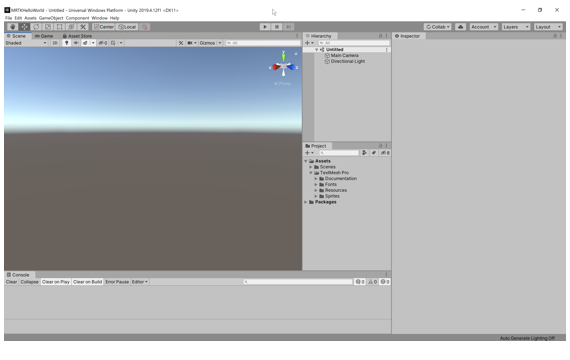 MRTKHelloWorld - Untitled - Universal Windows Platform - Unity 2019.4.12f1 <DX11>
File Edit Assets GameObject Component Window Help
Center Local Collab Account Layers Layout
Scene Game Asset Store
Shaded 2D 0 Gizmos All
Persp
Hierarchy
All
Untitled
Main Camera
Directional Light
Project
Assets
Scenes
TextMesh Pro
Documentation
Fonts
Resources
Sprites
Packages
Inspector
Console
Clear Collapse Clear on Play Clear on Build Error Pause Editor 0 0 0
Auto Generate Lighting Off